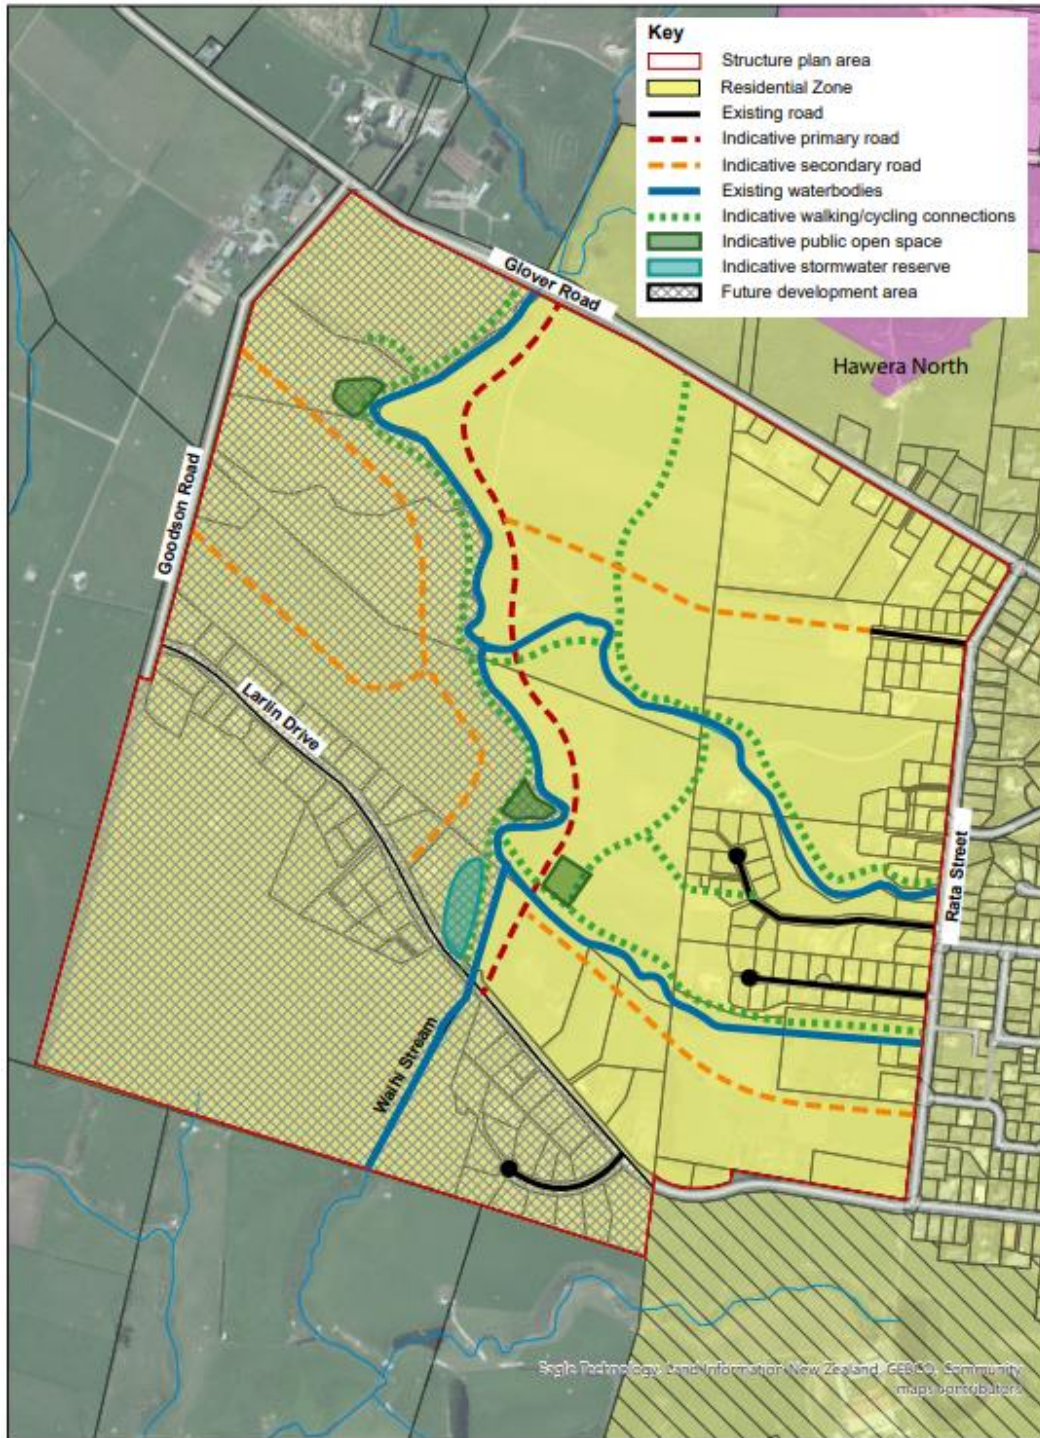 Key
Structure plan area
Residential Zone
Existing road
Indicative primary road
Indicative secondary road
Existing waterbodies
Indicative walking/cycling connections
Indicative public open space
Indicative stormwater reserve
Future development area
Glover Road
Hawera North
Goodson Road
Larlin Drive
Rata Street
Waihi Stream
Eagle Technology, Land Information New Zealand, GEBCO, Community
maps contributors